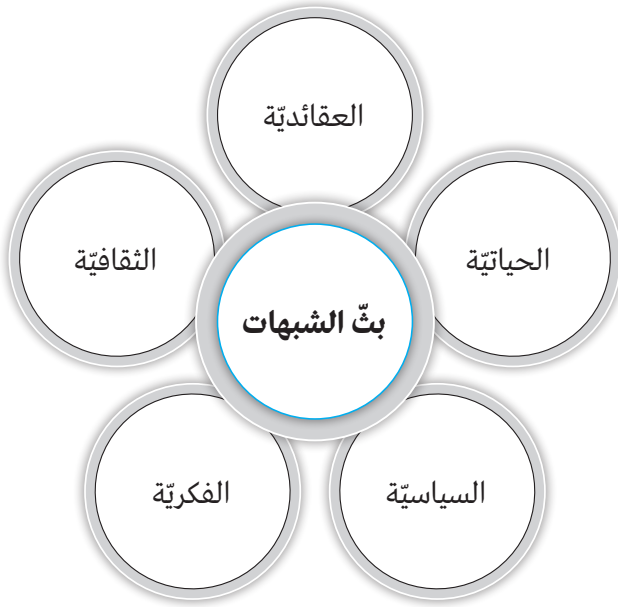 العقائديّة
الحياتيّة
الثقافيّة
بثّ الشبهات
السياسيّة
الفكريّة